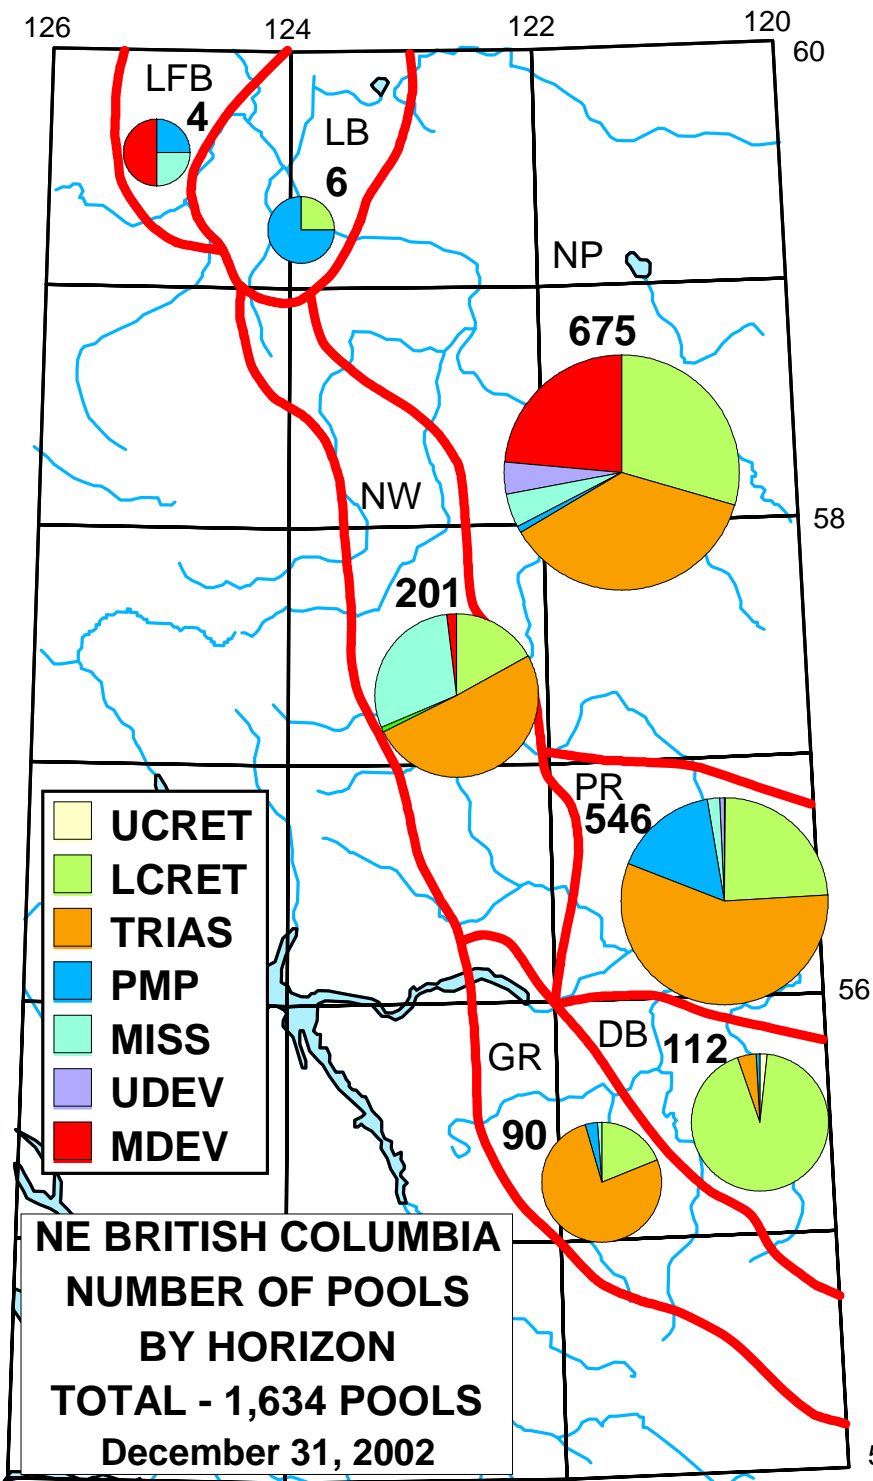 126 124 122 120
60
LFB
4
LB
6
NP
675
NW
58
201
PR
546
56
DB
112
GR
90
UCRET
LCRET
TRIAS
PMP
MISS
UDEV
MDEV
NE BRITISH COLUMBIA
NUMBER OF POOLS
BY HORIZON
TOTAL - 1,634 POOLS
December 31, 2002